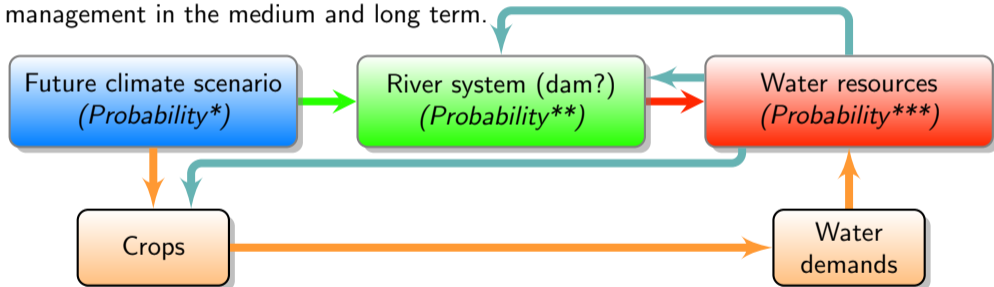 management in the medium and long term.
Future climate scenario
(Probability*)
River system (dam?)
(Probability**)
Water resources
(Probability***)
Crops
Water
demands